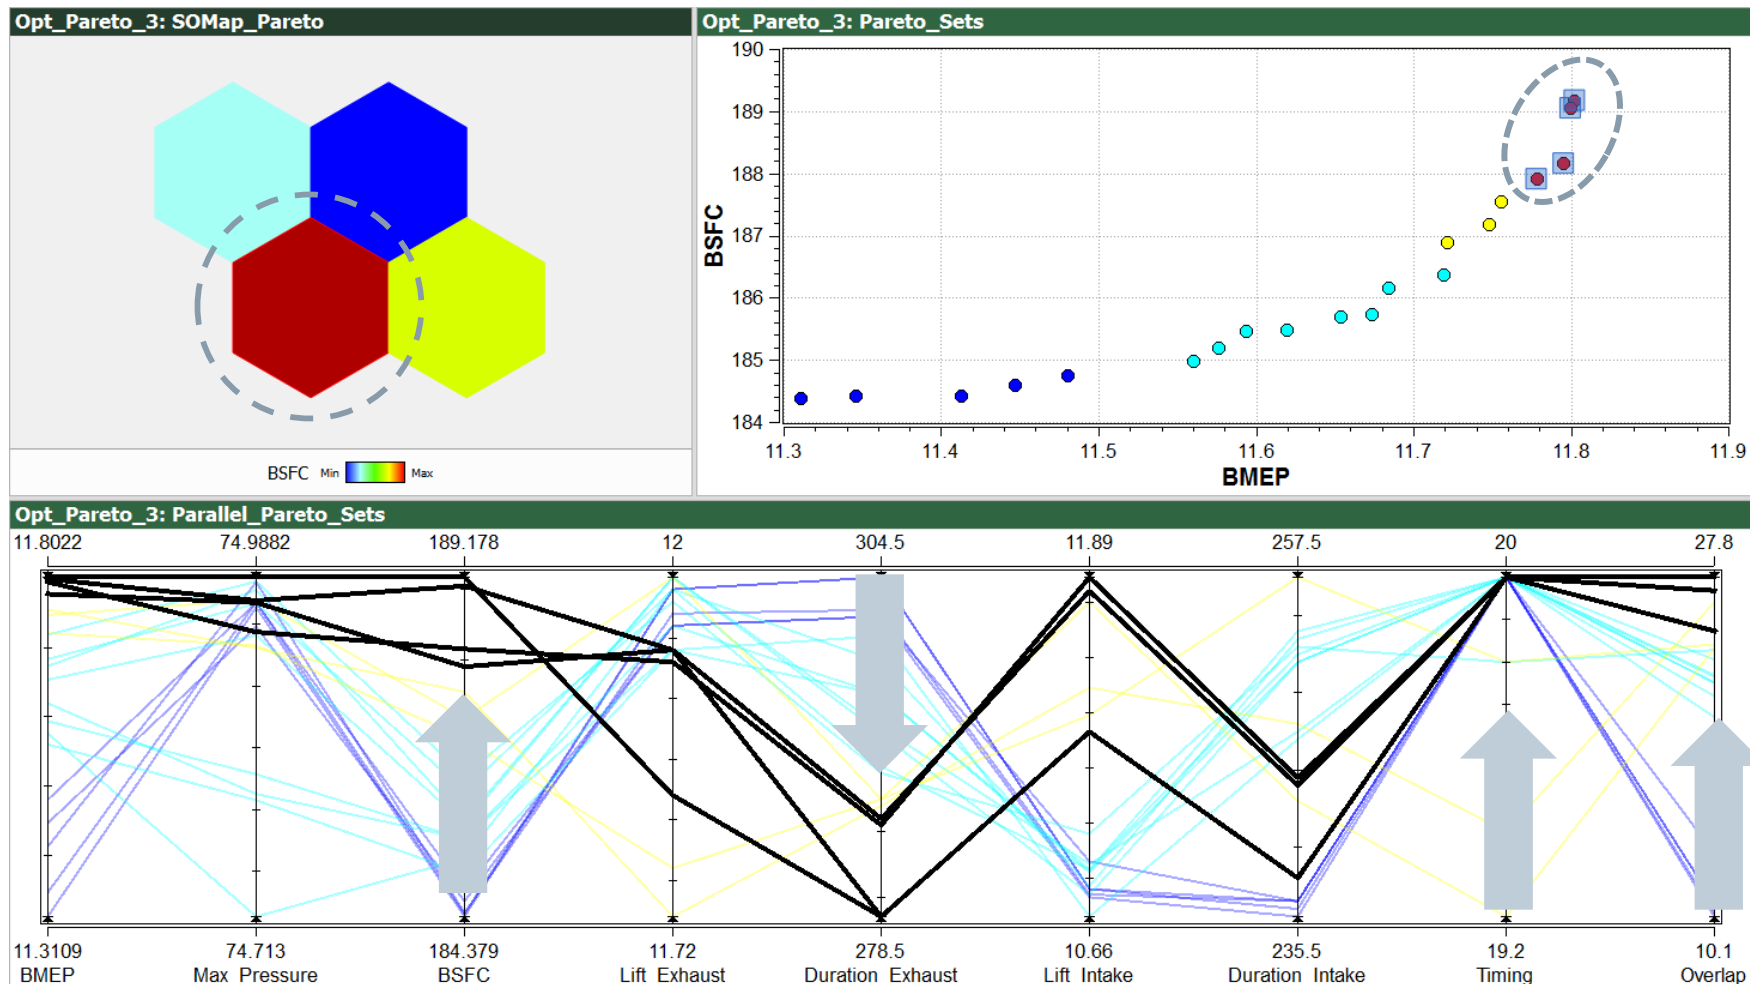 Opt_Pareto_3: SOMap_Pareto
BSFC Min Max
Opt_Pareto_3: Pareto_Sets
190
189
188
187
186
185
184
BSFC
11.3 11.4 11.5 11.6 11.7 11.8 11.9
BMEP
Opt_Pareto_3: Parallel_Pareto_Sets
11.8022 74.9882 189.178 12 304.5 11.89 257.5 20 27.8
11.3109 74.713 184.379 11.72 278.5 10.66 235.5 19.2 10.1
BMEP Max Pressure BSFC Lift Exhaust Duration Exhaust Lift Intake Duration Intake Timing Overlap